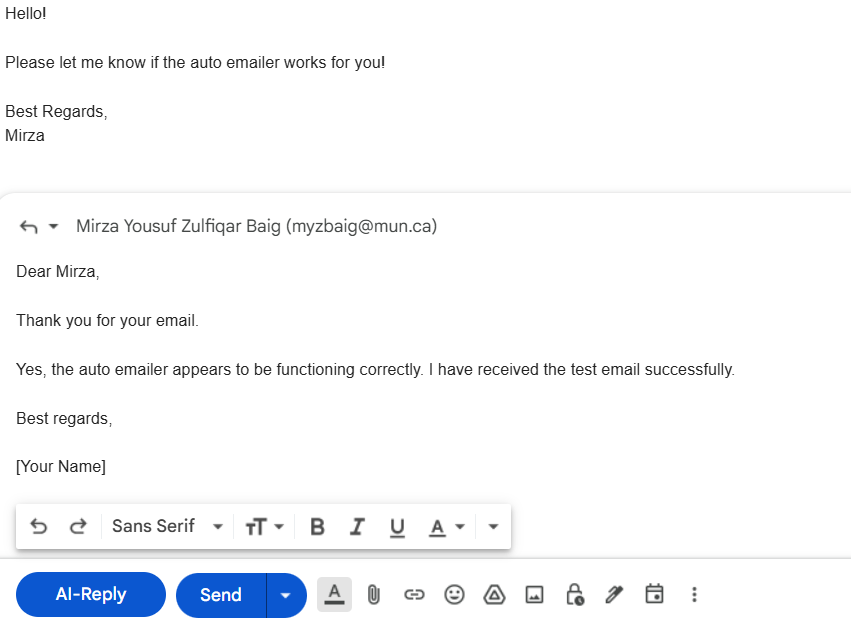 Hello!
Please let me know if the auto emailer works for you!
Best Regards,
Mirza
Mirza Yousuf Zulfiqar Baig (myzbaig@mun.ca)
Dear Mirza,
Thank you for your email.
Yes, the auto emailer appears to be functioning correctly. I have received the test email successfully.
Best regards,
[Your Name]
Sans Serif TT B I U A
AI-Reply Send A